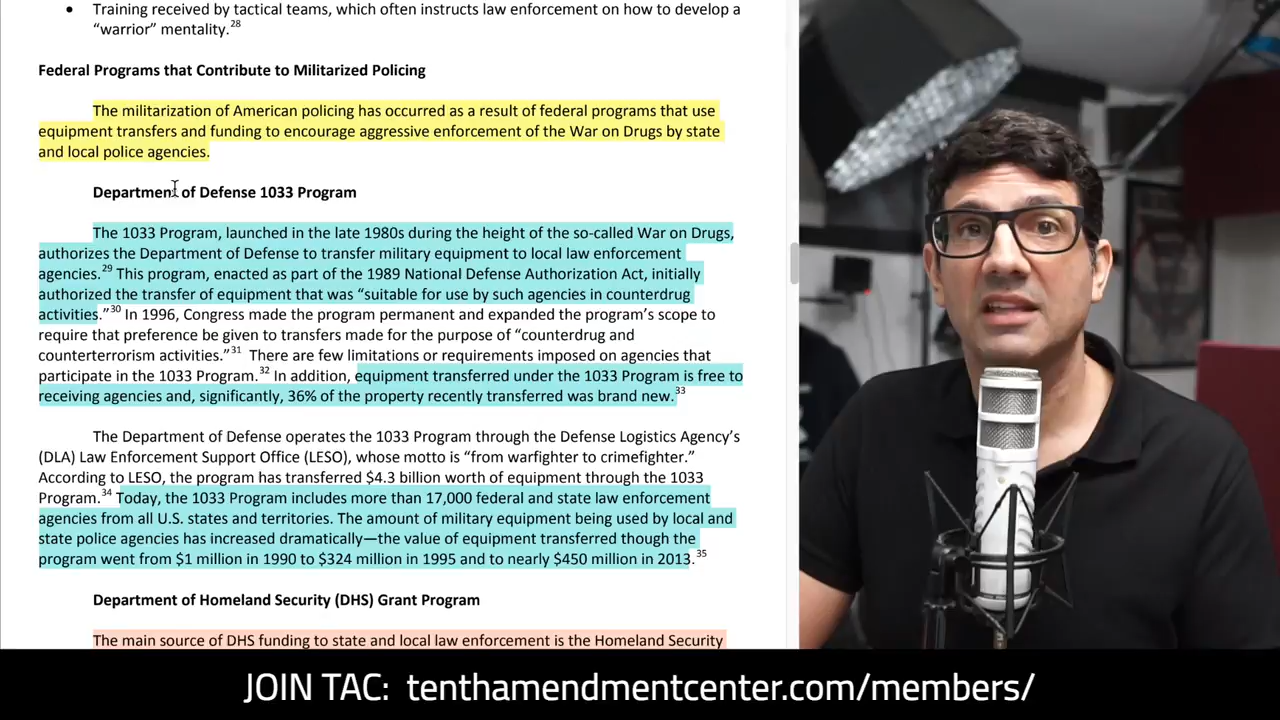 • Training received by tactical teams, which often instructs law enforcement on how to develop a
“warrior” mentality.28
Federal Programs that Contribute to Militarized Policing
The militarization of American policing has occurred as a result of federal programs that use
equipment transfers and funding to encourage aggressive enforcement of the War on Drugs by state
and local police agencies.
Department of Defense 1033 Program
The 1033 Program, launched in the late 1980s during the height of the so-called War on Drugs,
authorizes the Department of Defense to transfer military equipment to local law enforcement
agencies.29 This program, enacted as part of the 1989 National Defense Authorization Act, initially
authorized the transfer of equipment that was “suitable for use by such agencies in counterdrug
activities.”30 In 1996, Congress made the program permanent and expanded the program’s scope to
require that preference be given to transfers made for the purpose of “counterdrug and
counterterrorism activities.”31 There are few limitations or requirements imposed on agencies that
participate in the 1033 Program.32 In addition, equipment transferred under the 1033 Program is free to
receiving agencies and, significantly, 36% of the property recently transferred was brand new.33
The Department of Defense operates the 1033 Program through the Defense Logistics Agency’s
(DLA) Law Enforcement Support Office (LESO), whose motto is “from warfighter to crimefighter.”
According to LESO, the program has transferred $4.3 billion worth of equipment through the 1033
Program.34 Today, the 1033 Program includes more than 17,000 federal and state law enforcement
agencies from all U.S. states and territories. The amount of military equipment being used by local and
state police agencies has increased dramatically—the value of equipment transferred though the
program went from $1 million in 1990 to $324 million in 1995 and to nearly $450 million in 2013.35
Department of Homeland Security (DHS) Grant Program
The main source of DHS funding to state and local law enforcement is the Homeland Security
JOIN TAC: tenthamendmentcenter.com/members/